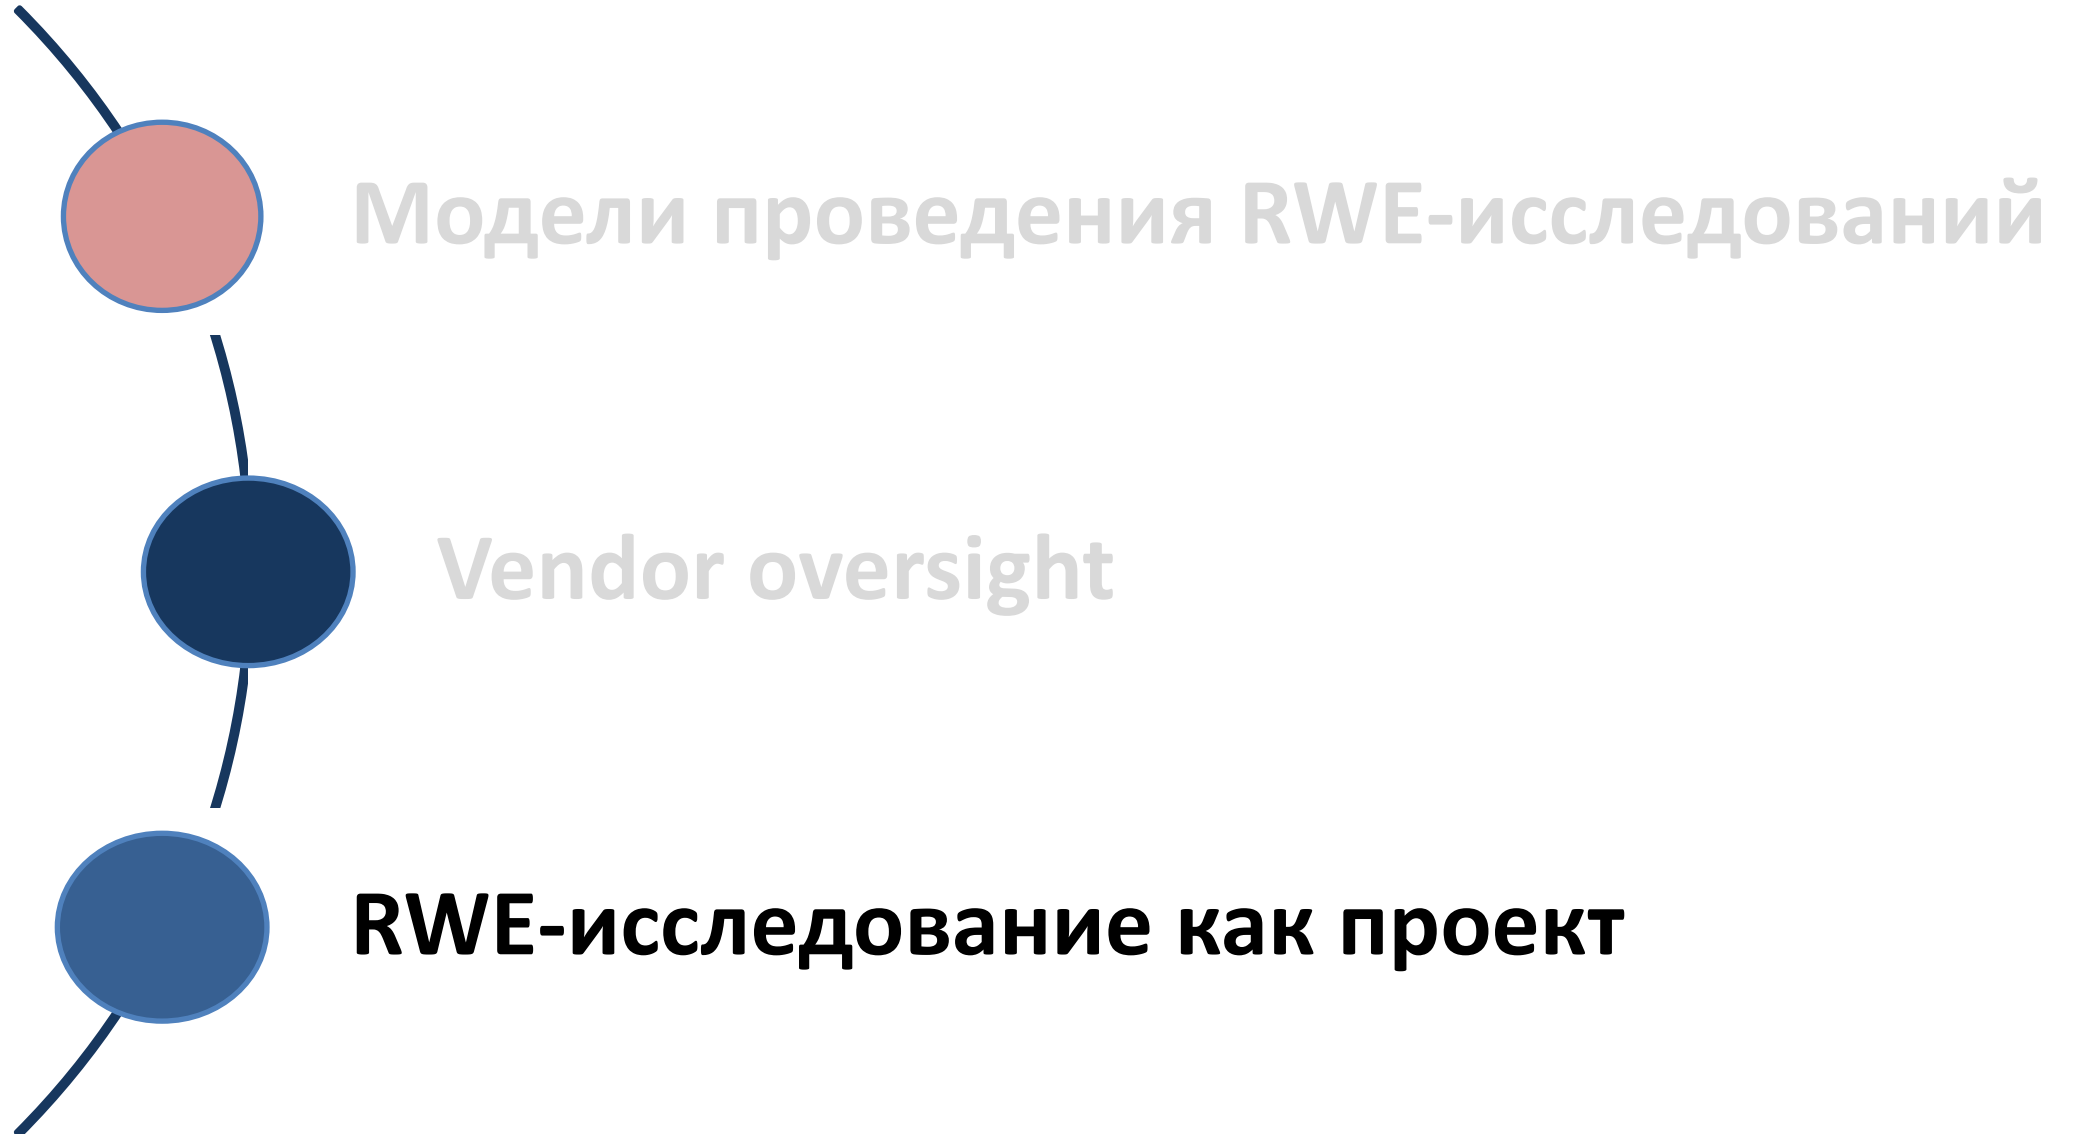 Модели проведения RWE-исследований
Vendor oversight
RWE-исследование как проект